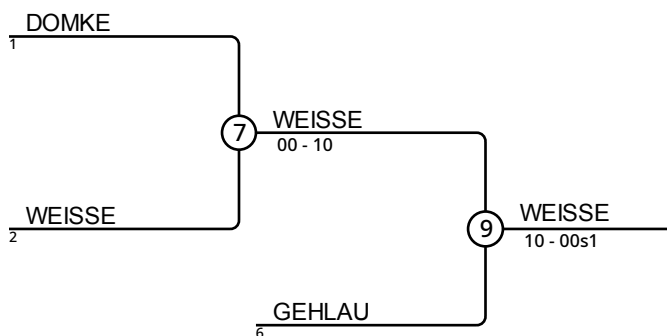 DOMKE
1
7
WEISSE
00 - 10
WEISSE
2
9
WEISSE
10 - 00s1
GEHLAU
6